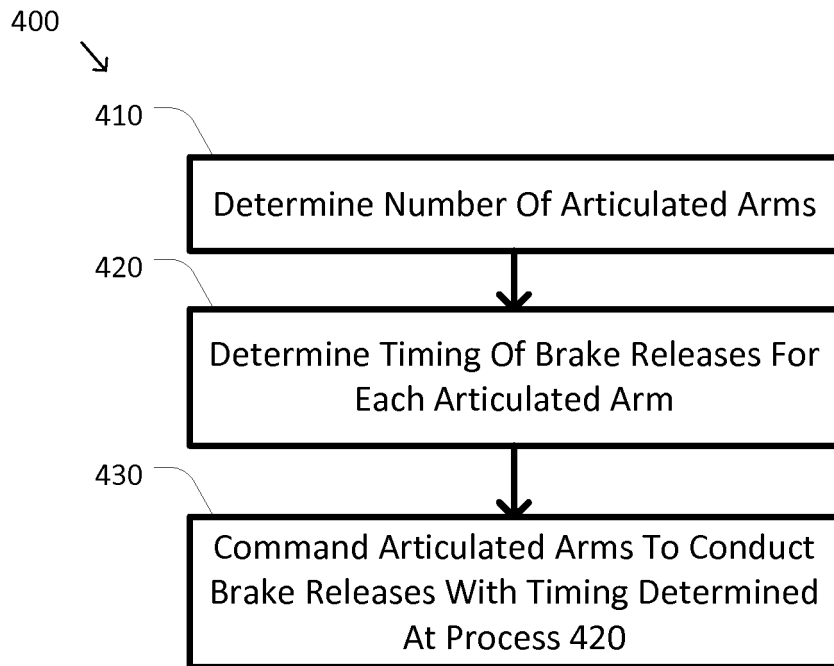 400
410
Determine Number Of Articulated Arms
420
Determine Timing Of Brake Releases For
Each Articulated Arm
430
Command Articulated Arms To Conduct
Brake Releases With Timing Determined
At Process 420